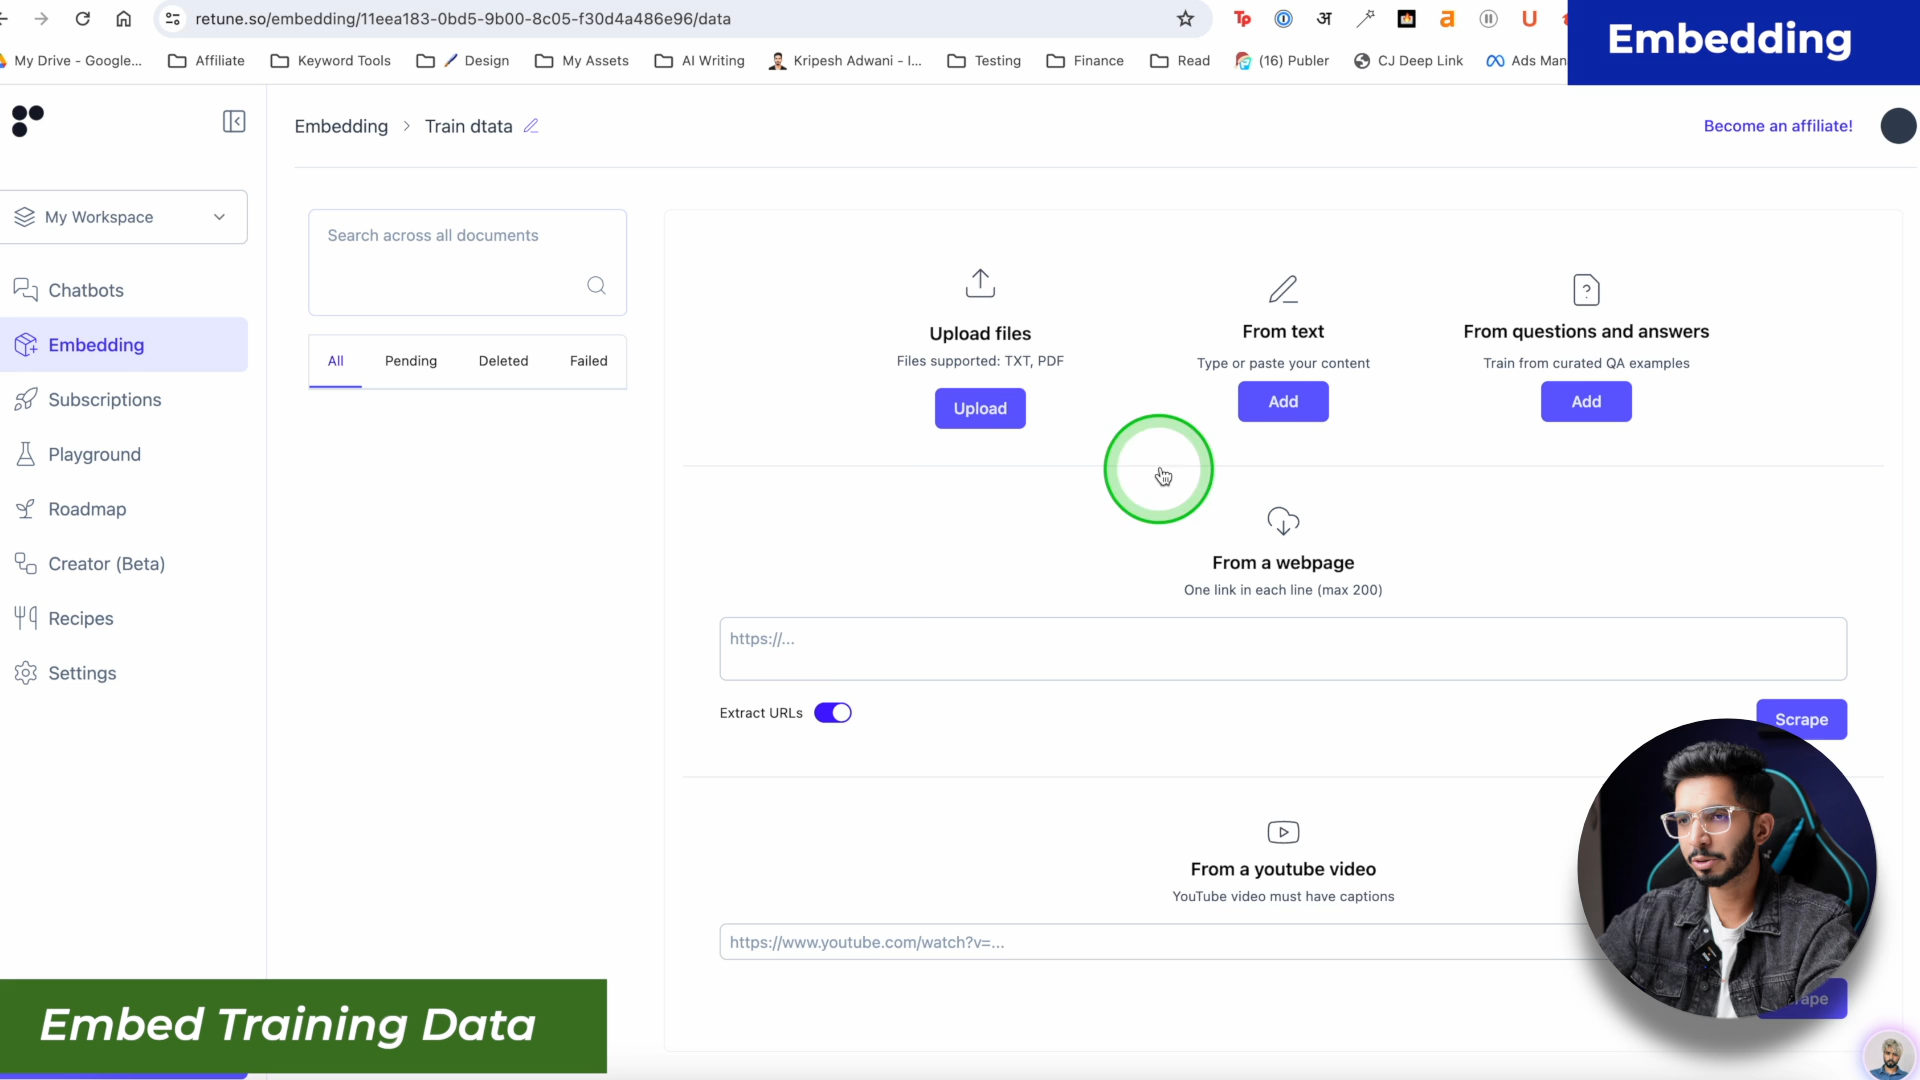 retune.so/embedding/11eea183-0bd5-9b00-8c05-f30d4a486e96/data
Embedding
My Drive - Google...
Affiliate
Keyword Tools
Design
My Assets
AI Writing
Kripesh Adwani - I...
Testing
Finance
Read
(16) Publer
CJ Deep Link
Ads Man
Embedding > Train dtata
Become an affiliate!
My Workspace
Chatbots
Embedding
Subscriptions
Playground
Roadmap
Creator (Beta)
Recipes
Settings
Search across all documents
All
Pending
Deleted
Failed
Upload files
Files supported: TXT, PDF
Upload
From text
Type or paste your content
Add
From questions and answers
Train from curated QA examples
Add
From a webpage
One link in each line (max 200)
https://...
Extract URLs
Scrape
From a youtube video
YouTube video must have captions
https://www.youtube.com/watch?v=...
Embed Training Data